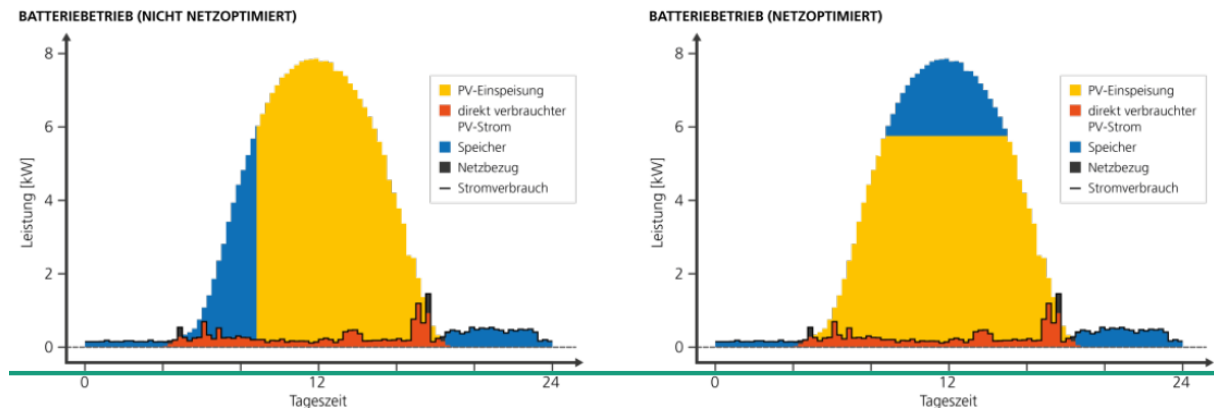 BATTERIEBETRIEB (NICHT NETZOPTIMIERT)
8
6
4
2
0
Leistung [kW]
PV-Einspeisung
direkt verbrauchter
PV-Strom
Speicher
Netzbezug
Stromverbrauch
0
12
24
Tageszeit
BATTERIEBETRIEB (NETZOPTIMIERT)
8
6
4
2
0
Leistung [kW]
PV-Einspeisung
direkt verbrauchter
PV-Strom
Speicher
Netzbezug
Stromverbrauch
0
12
24
Tageszeit